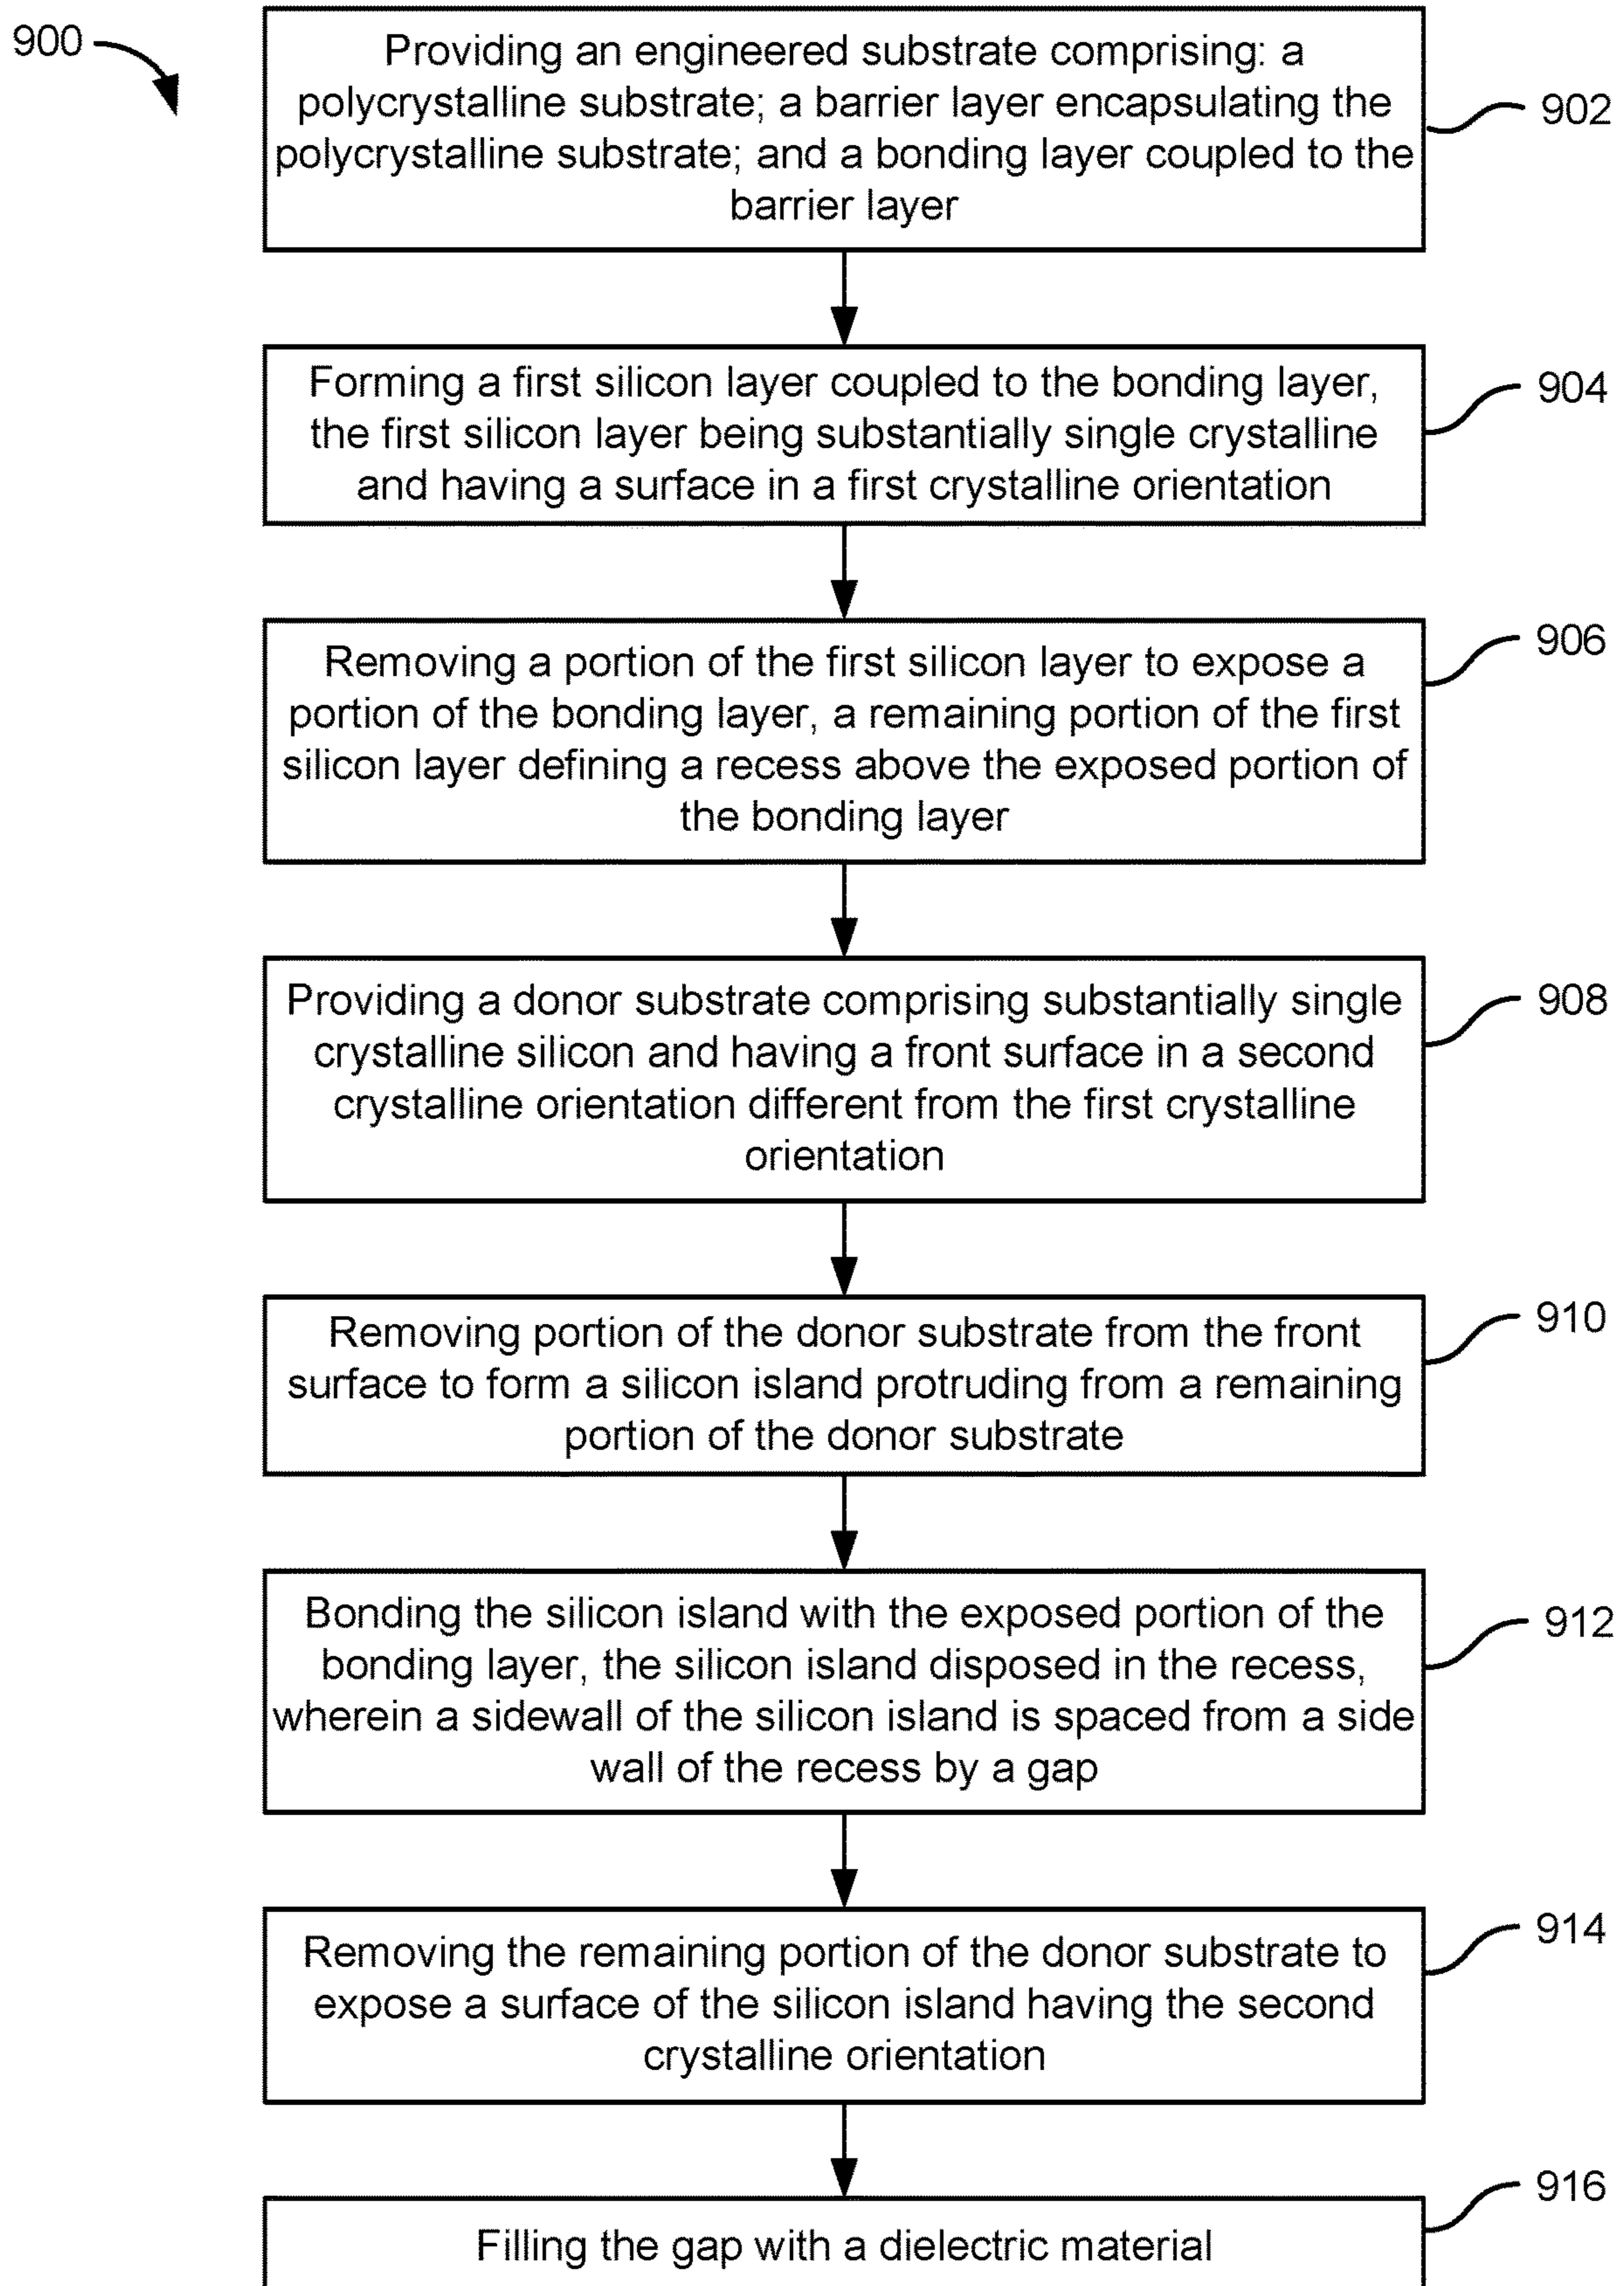 900
Providing an engineered substrate comprising: a
polycrystalline substrate; a barrier layer encapsulating the
polycrystalline substrate; and a bonding layer coupled to the
barrier layer
902
Forming a first silicon layer coupled to the bonding layer,
the first silicon layer being substantially single crystalline
and having a surface in a first crystalline orientation
904
Removing a portion of the first silicon layer to expose a
portion of the bonding layer, a remaining portion of the first
silicon layer defining a recess above the exposed portion of
the bonding layer
906
Providing a donor substrate comprising substantially single
crystalline silicon and having a front surface in a second
crystalline orientation different from the first crystalline
orientation
908
Removing portion of the donor substrate from the front
surface to form a silicon island protruding from a remaining
portion of the donor substrate
910
Bonding the silicon island with the exposed portion of the
bonding layer, the silicon island disposed in the recess,
wherein a sidewall of the silicon island is spaced from a side
wall of the recess by a gap
912
Removing the remaining portion of the donor substrate to
expose a surface of the silicon island having the second
crystalline orientation
914
Filling the gap with a dielectric material
916